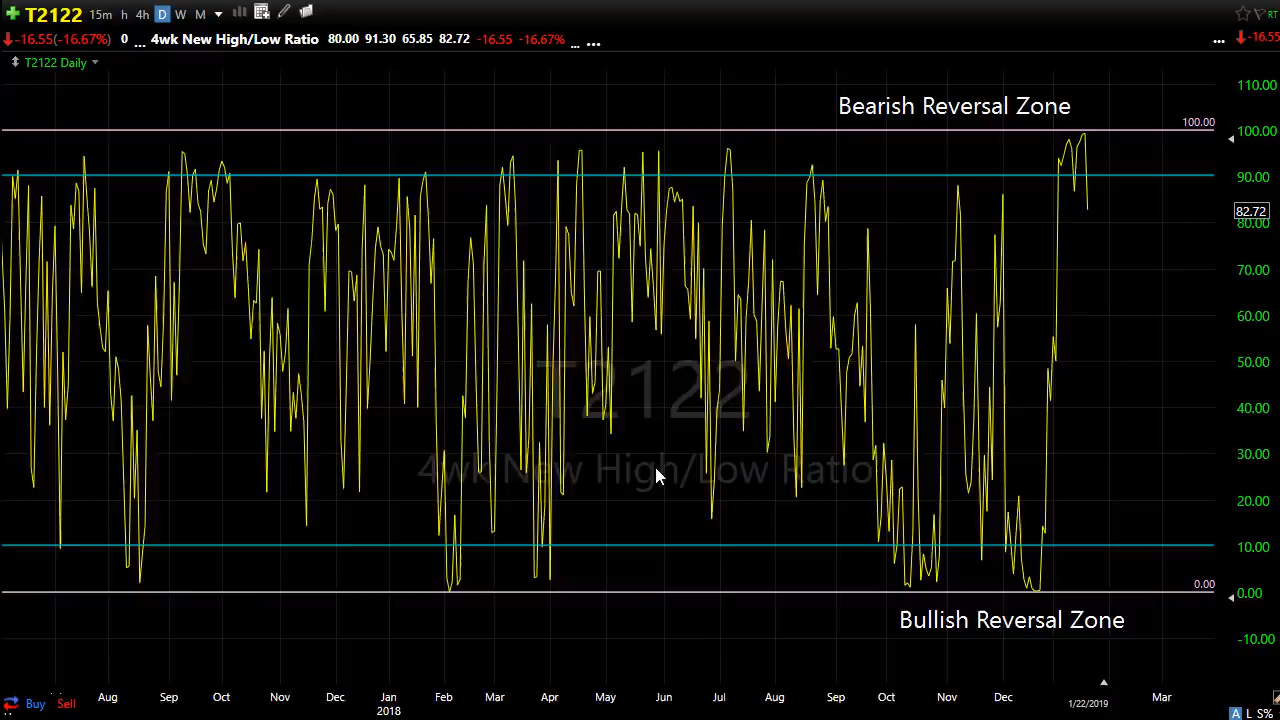 T2122 15m h 4h D W M RT
-16.55(-16.67%) 0 ... 4wk New High/Low Ratio 80.00 91.30 65.85 82.72 -16.55 -16.67% ... ... ... -16.55
T2122 Daily
110.00
Bearish Reversal Zone
100.00
100.00
90.00
82.72
80.00
70.00
60.00
50.00
T2122
40.00
30.00
4wk New High/Low Ratio
20.00
10.00
0.00
0.00
Bullish Reversal Zone
-10.00
Aug Sep Oct Nov Dec Jan Feb Mar Apr May Jun Jul Aug Sep Oct Nov Dec Mar
Buy Sell 2018 1/22/2019
A L S%